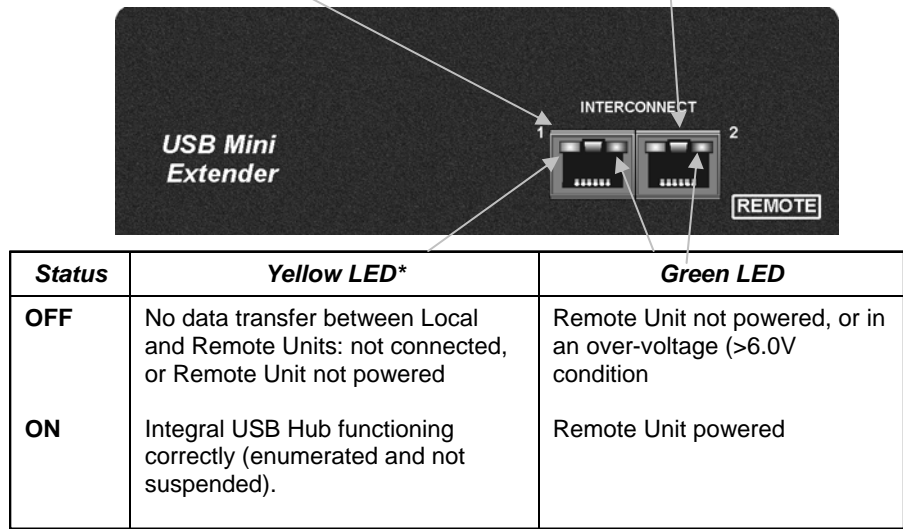 INTERCONNECT
1 2
USB Mini
Extender
REMOTE
Status Yellow LED* Green LED
OFF No data transfer between Local Remote Unit not powered, or in
and Remote Units: not connected, an over-voltage (>6.0V
or Remote Unit not powered condition
ON Integral USB Hub functioning Remote Unit powered
correctly (enumerated and not
suspended).